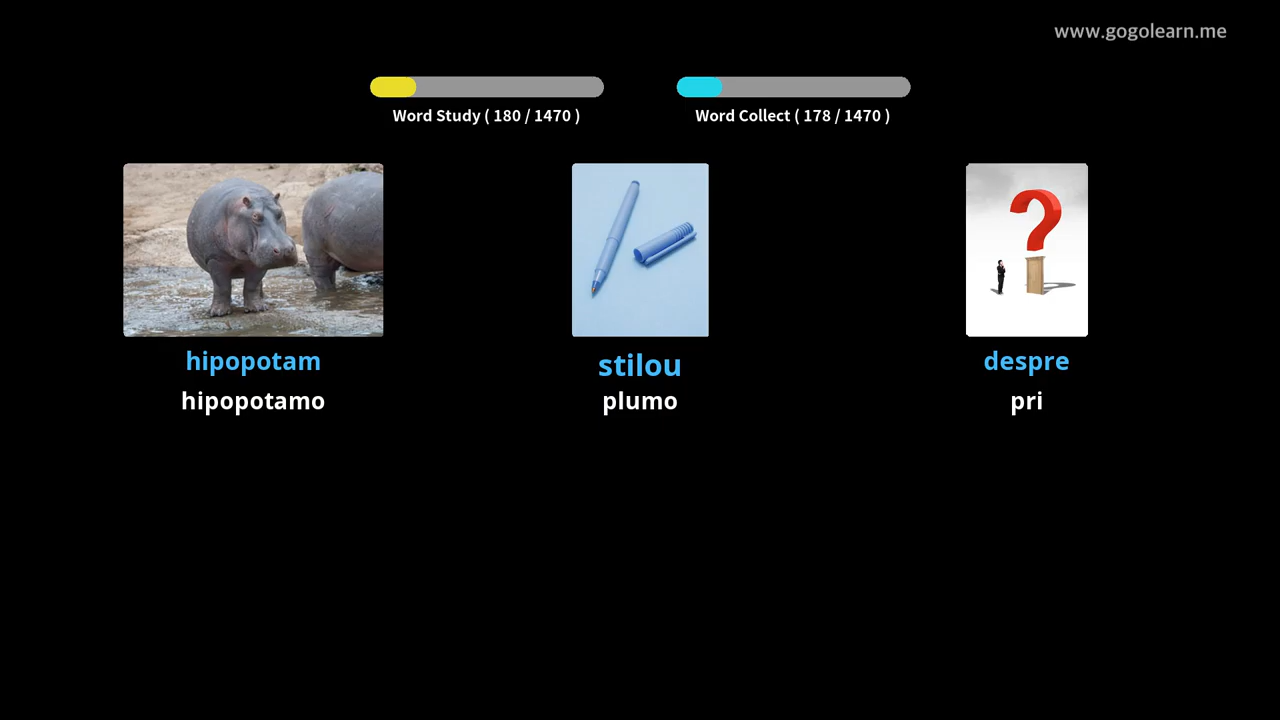 www.gogolearn.me
Word Study ( 180 / 1470 )
Word Collect ( 178 / 1470 )
hipopotam
hipopotamo
stilou
plumo
despre
pri